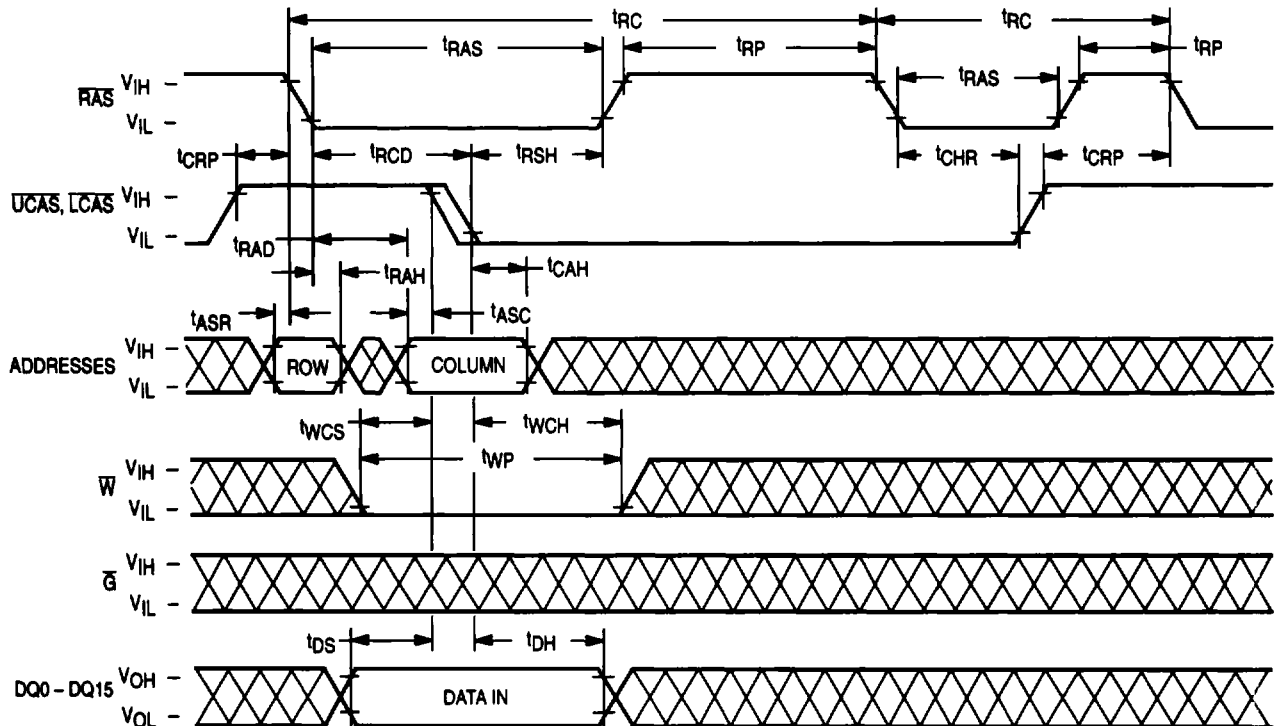 tRC tRC
tRAS tRP tRAS tRP
RAS VIH –
VIL –
tCRP tRCD tRSH tCHR tCRP
UCAS, LCAS VIH –
VIL –
tRAD tRAH tCAH
tASR tASC
ADDRESSES VIH –
VIL –
ROW COLUMN
tWCS tWCH
tWP
W VIH –
VIL –
G VIH –
VIL –
tDS tDH
DQ0 – DQ15 VOH –
VOL –
DATA IN